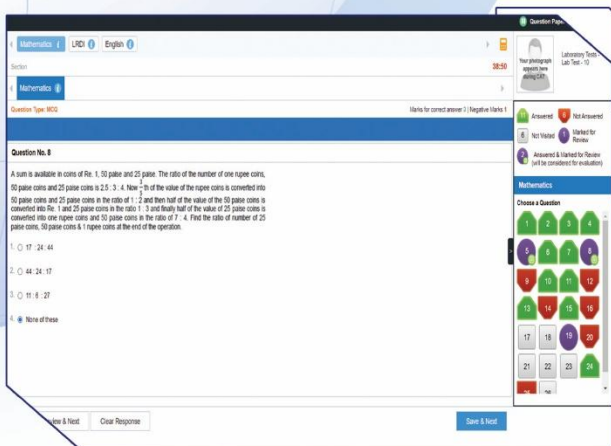 Question Pape
Mathematics i LRDI i English i
Section 38:50
Mathematics i
Question Type: MCQ Marks for correct answer 3 | Negative Marks 1
Question No. 8
A sum is available in coins of Re. 1, 50 paise and 25 paise. The ratio of the number of one rupee coins,
50 paise coins and 25 paise coins is 2.5 : 3 : 4. Now 3/5 th of the value of the rupee coins is converted into
50 paise coins and 25 paise coins in the ratio of 1 : 2 and then half of the value of the 50 paise coins is
converted into Re. 1 and 25 paise coins in the ratio 1 : 3 and finally half of the value of 25 paise coins is
converted into one rupee coins and 50 paise coins in the ratio of 7 : 4. Find the ratio of number of 25
paise coins, 50 paise coins & 1 rupee coins at the end of the operation.
1. 17 : 24 : 44
2. 44 : 24 : 17
3. 11 : 6 : 27
4. None of these
view & Next Clear Response Save & Next
Your photograph
appears here
during CAT
Laboratory Tests -
Lab Test - 10
11 Answered 6 Not Answered
6 Not Visited 1 Marked for
Review
2 Answered & Marked for Review
(will be considered for evaluation)
Mathematics
Choose a Question
1 2 3 4
5 6 7 8
9 10 11 12
13 14 15 16
17 18 19 20
21 22 23 24
25 26